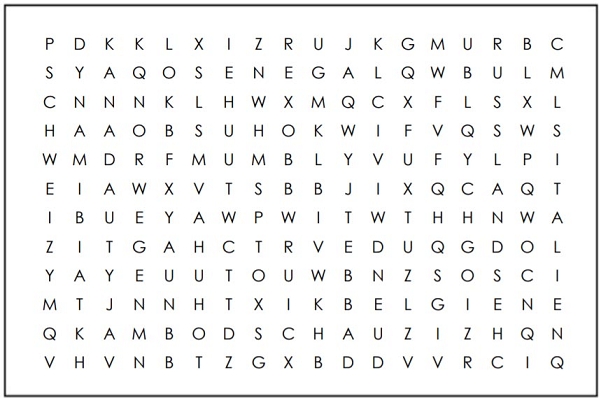 P D K K L X I Z R U J K G M U R B C
S Y A Q O S E N E G A L Q W B U L M
C N N N K L H W X M Q C X F L S X L
H A A O B S U H O K W I F V Q S W S
W M D R F M U M B L Y V U F Y L P I
E I A W X V T S B B J I X Q C A Q T
I B U E Y A W P W I T W T H H N W A
Z I T G A H C T R V E D U Q G D O L
Y A Y E U U T O U W B N Z S O S C I
M T J N N H T X I K B E L G I E N E
Q K A M B O D S C H A U Z I Z H Q N
V H V N B T Z G X B D D V V R C I Q